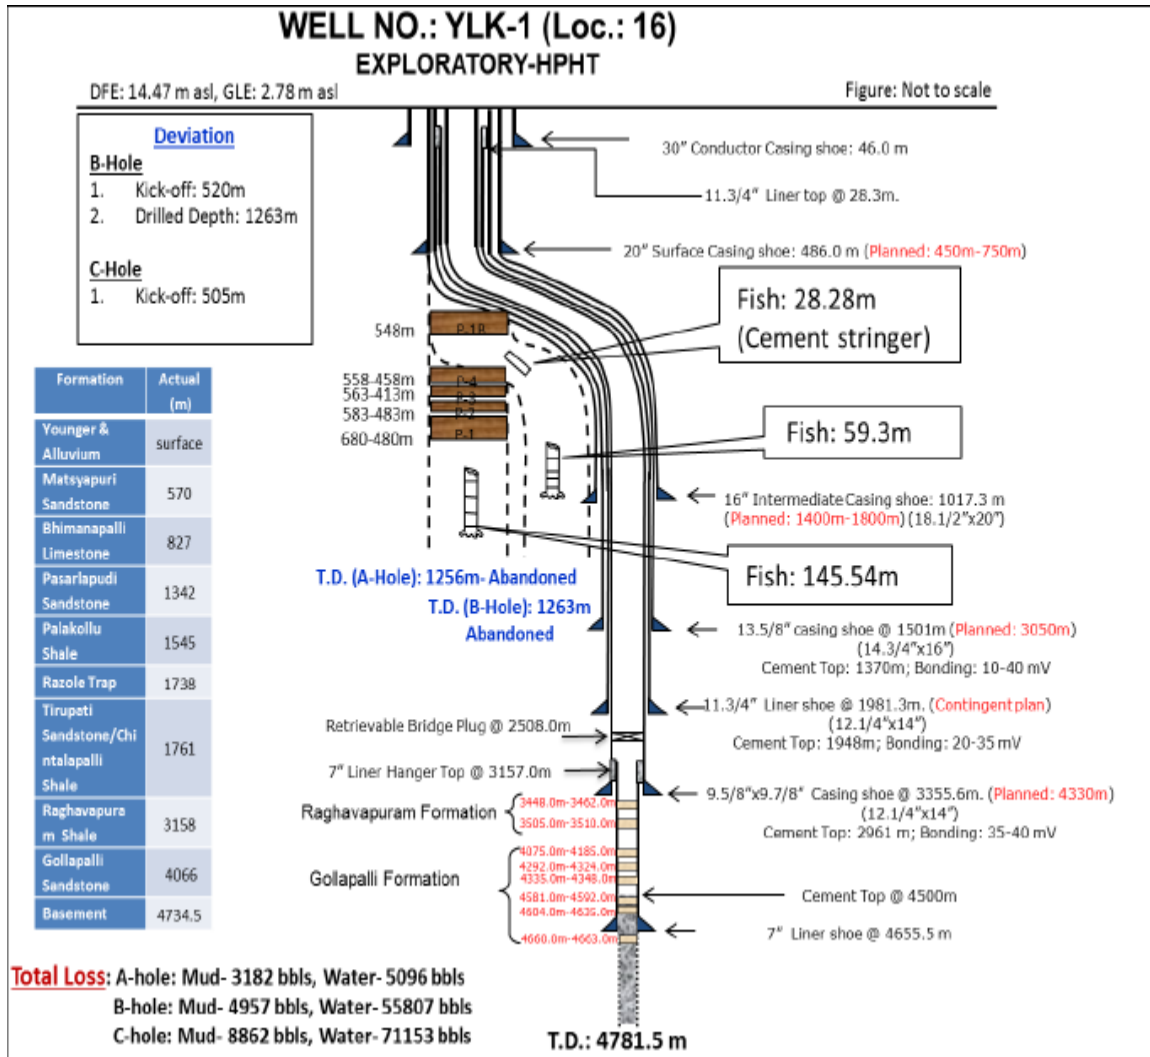 WELL NO.: YLK-1 (Loc.: 16)
EXPLORATORY-HPHT
DFE: 14.47 m asl, GLE: 2.78 m asl
Figure: Not to scale
Deviation
B-Hole
1. Kick-off: 520m
2. Drilled Depth: 1263m
C-Hole
1. Kick-off: 505m
30" Conductor Casing shoe: 46.0 m
11.3/4" Liner top @ 28.3m.
20" Surface Casing shoe: 486.0 m (Planned: 450m-750m)
Fish: 28.28m
(Cement stringer)
548m
P-1B
558-458m
P-4
563-413m
P-3
583-483m
P-2
680-480m
P-1
Fish: 59.3m
16" Intermediate Casing shoe: 1017.3 m
(Planned: 1400m-1800m) (18.1/2"x20")
Fish: 145.54m
T.D. (A-Hole): 1256m- Abandoned
T.D. (B-Hole): 1263m
Abandoned
13.5/8" casing shoe @ 1501m (Planned: 3050m)
(14.3/4"x16")
Cement Top: 1370m; Bonding: 10-40 mV
11.3/4" Liner shoe @ 1981.3m. (Contingent plan)
(12.1/4"x14")
Cement Top: 1948m; Bonding: 20-35 mV
Retrievable Bridge Plug @ 2508.0m
7" Liner Hanger Top @ 3157.0m
9.5/8"x9.7/8" Casing shoe @ 3355.6m. (Planned: 4330m)
(12.1/4"x14")
Cement Top: 2961 m; Bonding: 35-40 mV
Raghavapuram Formation
3448.0m-3462.0m
3505.0m-3510.0m
Gollapalli Formation
4075.0m-4185.0m
4292.0m-4324.0m
4335.0m-4348.0m
4581.0m-4592.0m
4604.0m-4635.0m
4660.0m-4663.0m
Cement Top @ 4500m
7" Liner shoe @ 4655.5 m
T.D.: 4781.5 m
Formation Actual
(m)
Younger &
Alluvium surface
Matsyapuri
Sandstone 570
Bhimanapalli
Limestone 827
Pasarlapudi
Sandstone 1342
Palakollu
Shale 1545
Razole Trap 1738
Tirupati
Sandstone/Chi
ntalapalli
Shale 1761
Raghavapura
m Shale 3158
Gollapalli
Sandstone 4066
Basement 4734.5
Total Loss: A-hole: Mud- 3182 bbls, Water- 5096 bbls
B-hole: Mud- 4957 bbls, Water- 55807 bbls
C-hole: Mud- 8862 bbls, Water- 71153 bbls